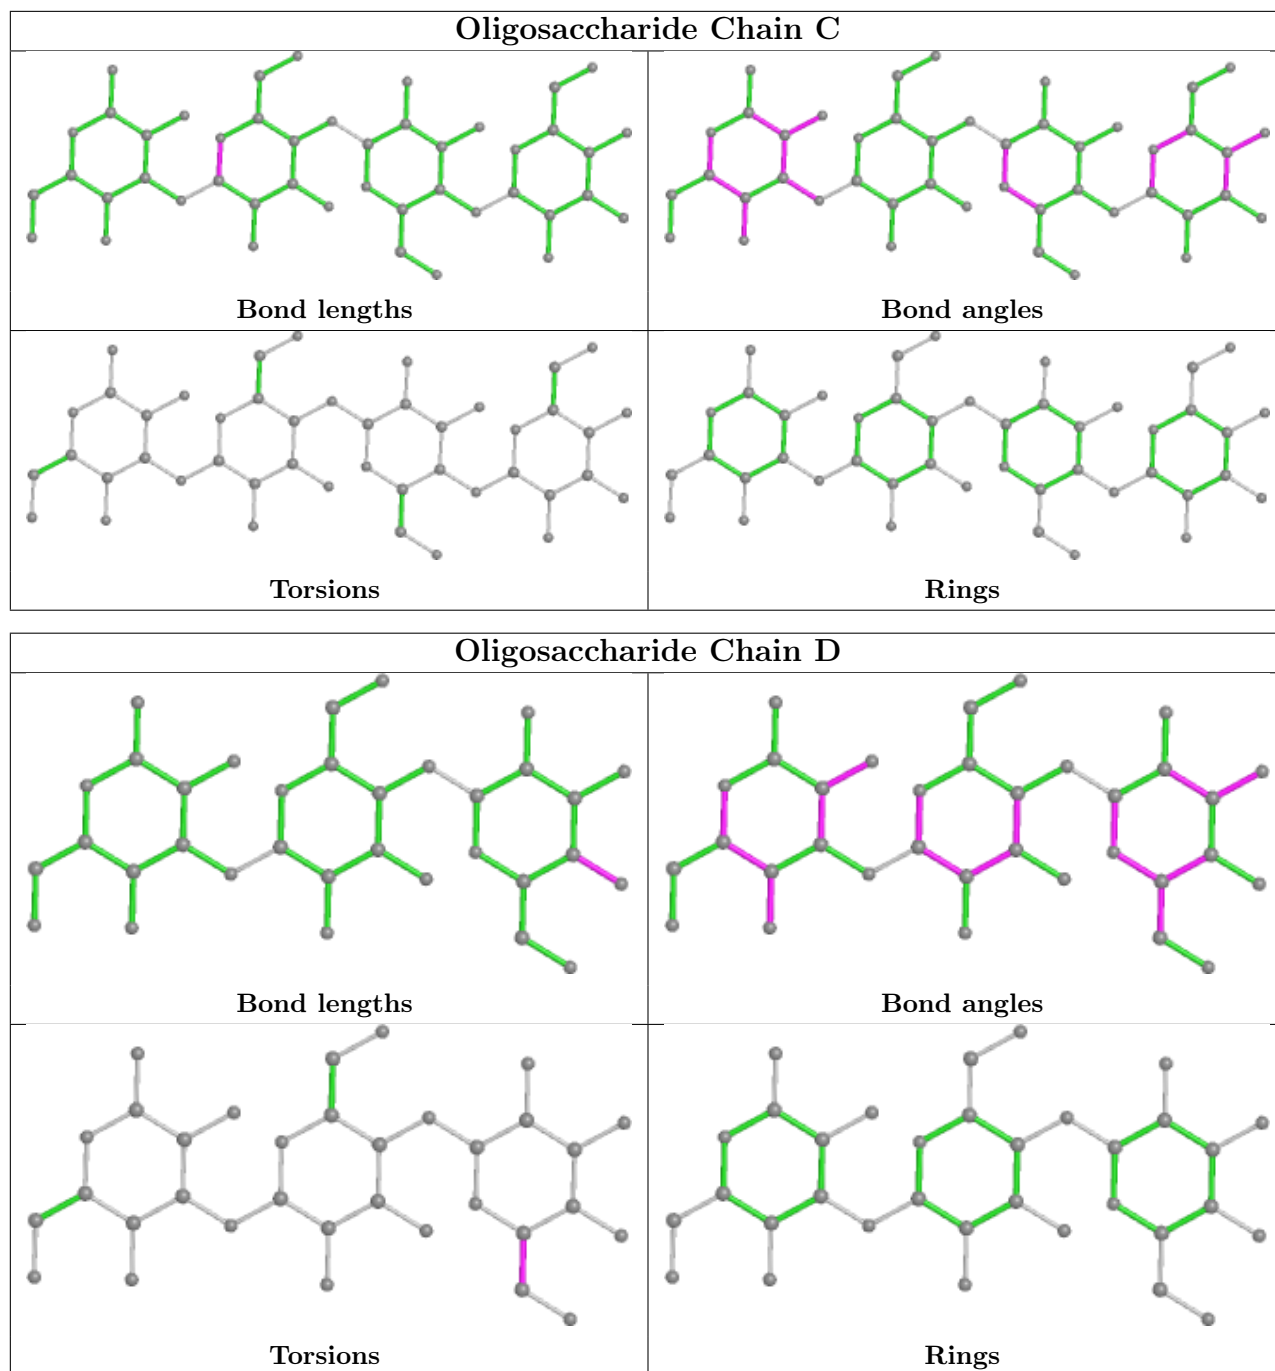 Oligosaccharide Chain C
Bond lengths
Bond angles
Torsions
Rings
Oligosaccharide Chain D
Bond lengths
Bond angles
Torsions
Rings